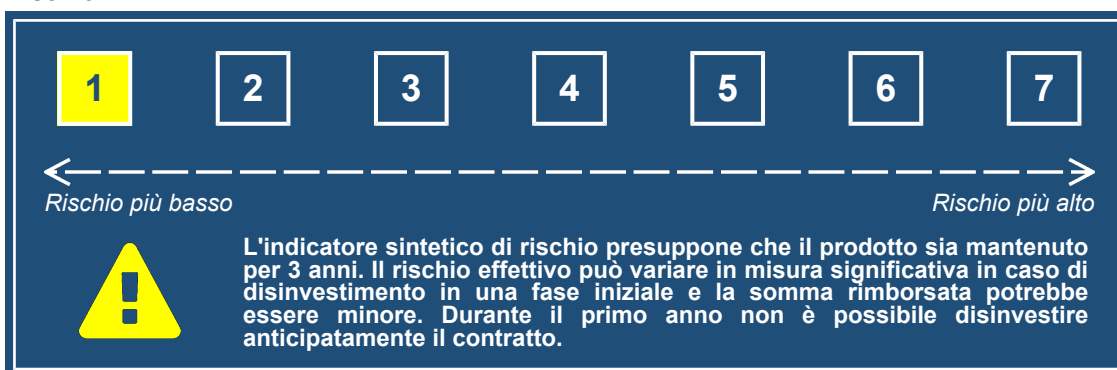 1 2 3 4 5 6 7
Rischio più basso Rischio più alto
L'indicatore sintetico di rischio presuppone che il prodotto sia mantenuto
per 3 anni. Il rischio effettivo può variare in misura significativa in caso di
disinvestimento in una fase iniziale e la somma rimborsata potrebbe
essere minore. Durante il primo anno non è possibile disinvestire
anticipatamente il contratto.